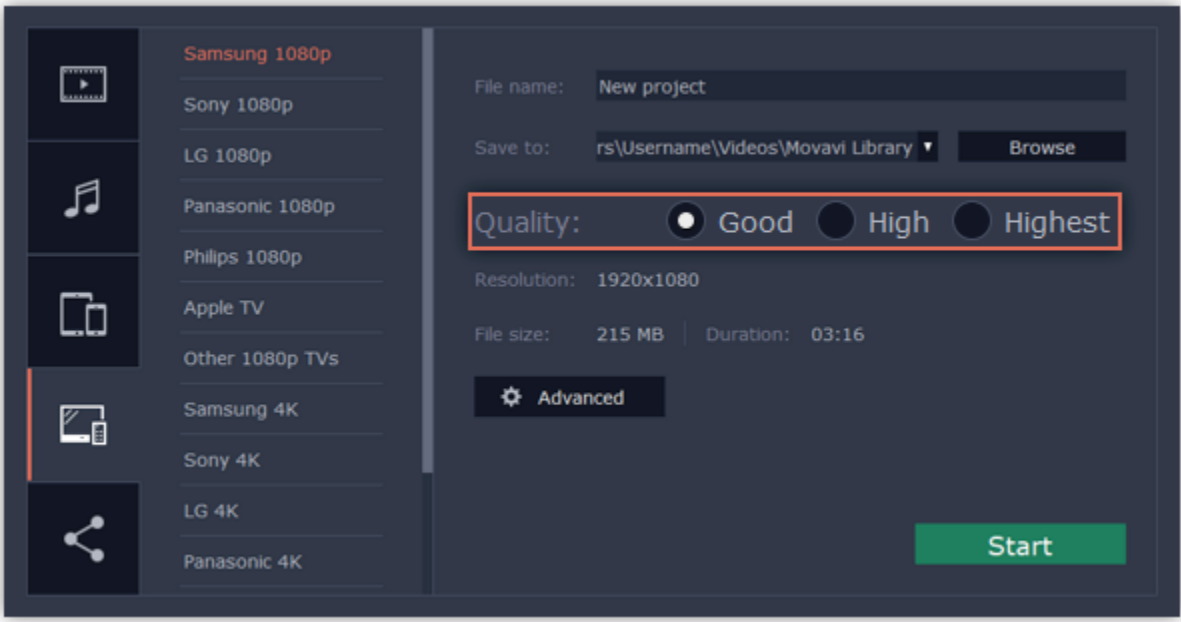 Samsung 1080p
Sony 1080p
LG 1080p
Panasonic 1080p
Philips 1080p
Apple TV
Other 1080p TVs
Samsung 4K
Sony 4K
LG 4K
Panasonic 4K
File name: New project
Save to: rs\Username\Videos\Movavi Library Browse
Quality: Good High Highest
Resolution: 1920x1080
File size: 215 MB Duration: 03:16
Advanced
Start